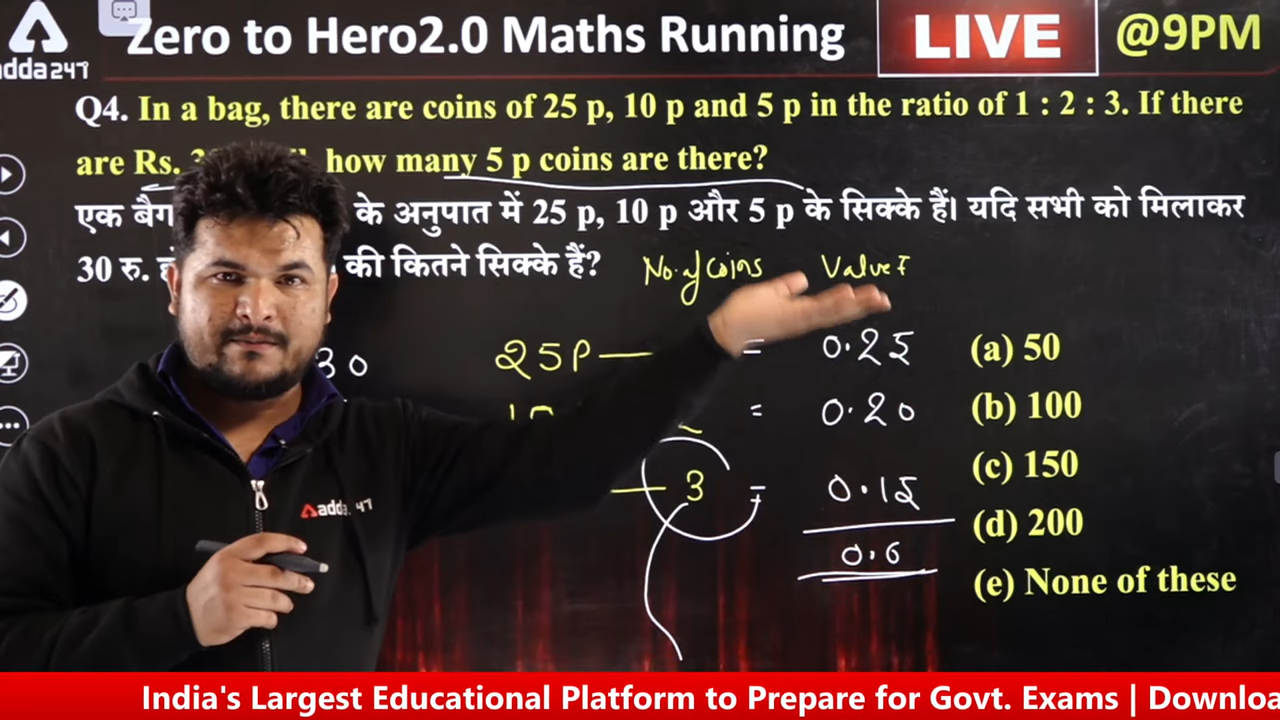 adda247
Zero to Hero2.0 Maths Running
LIVE
@9PM
Q4. In a bag, there are coins of 25 p, 10 p and 5 p in the ratio of 1 : 2 : 3. If there
are Rs. how many 5 p coins are there?
एक के अनुपात में 25 p, 10 p और 5 p के सिक्के हैं। यदि सभी को मिलाकर
30 रु. की कितने सिक्के हैं?
No. of Coins Value ₹
30
25P — = 0.25
10 = 0.20
— 3 = 0.15
0.6
(a) 50
(b) 100
(c) 150
(d) 200
(e) None of these
adda 47
India's Largest Educational Platform to Prepare for Govt. Exams |